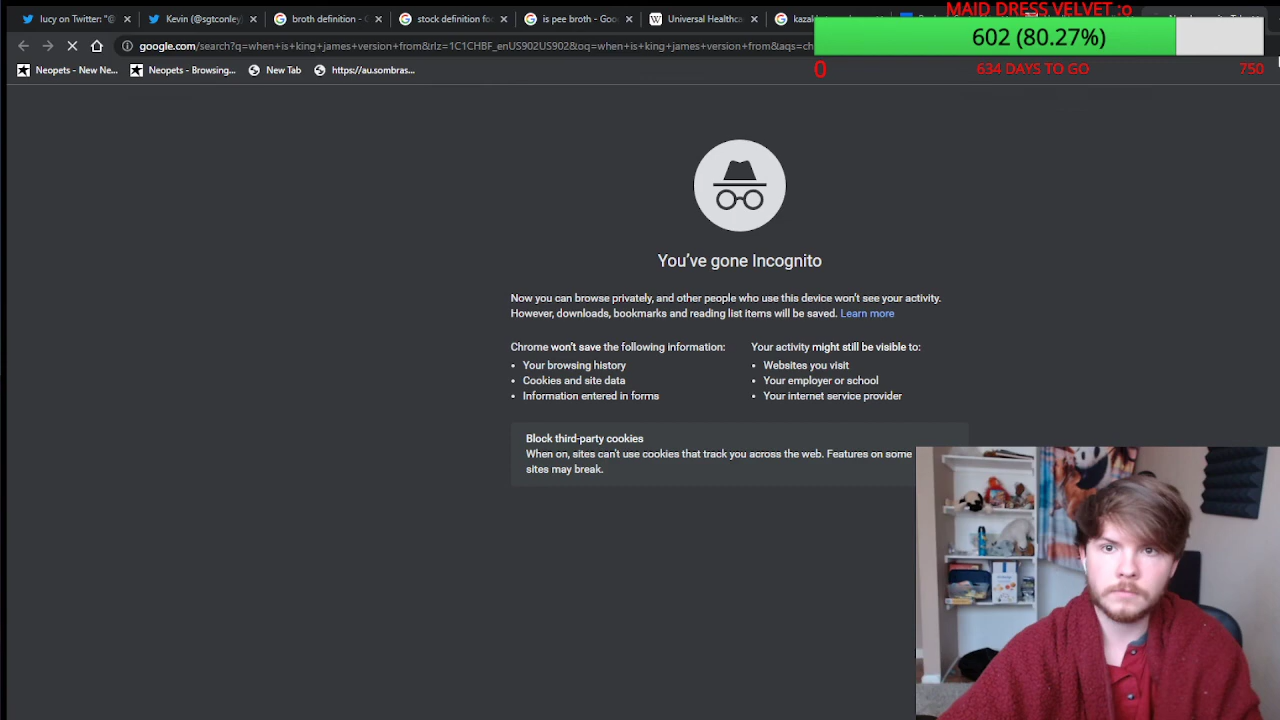 lucy on Twitter: "@
Kevin (@sgtconley)
broth definition - G
stock definition fo
is pee broth - Goo
Universal Healthca
MAID DRESS VELVET :o
602 (80.27%)
0
634 DAYS TO GO
750
google.com/search?q=when+is+king+james+version+from&rlz=1C1CHBF_enUS902US902&oq=when+is+king+james+version+from&aqs=ch
Neopets - New Ne...
Neopets - Browsing...
New Tab
https://au.sombras...
You've gone Incognito
Now you can browse privately, and other people who use this device won't see your activity.
However, downloads, bookmarks and reading list items will be saved. Learn more
Chrome won't save the following information:
• Your browsing history
• Cookies and site data
• Information entered in forms
Your activity might still be visible to:
• Websites you visit
• Your employer or school
• Your internet service provider
Block third-party cookies
When on, sites can't use cookies that track you across the web. Features on some
sites may break.